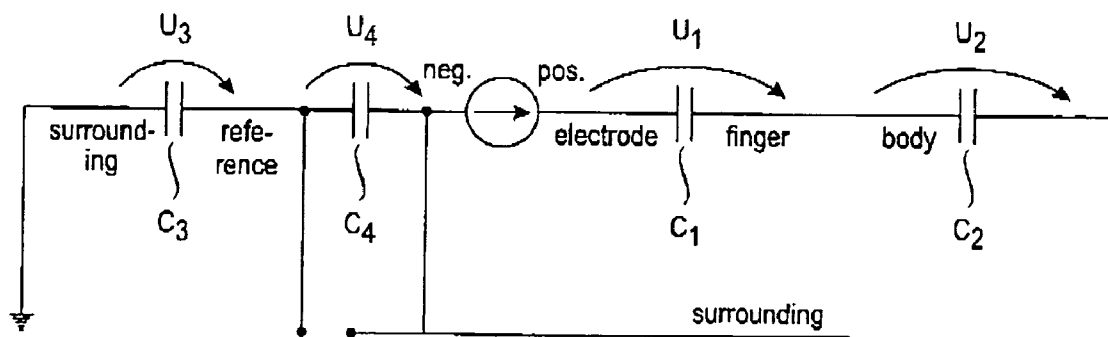 U3
U4
U1
U2
neg.
pos.
surround-
ing
refe-
rence
electrode
finger
body
C3
C4
C1
C2
surrounding